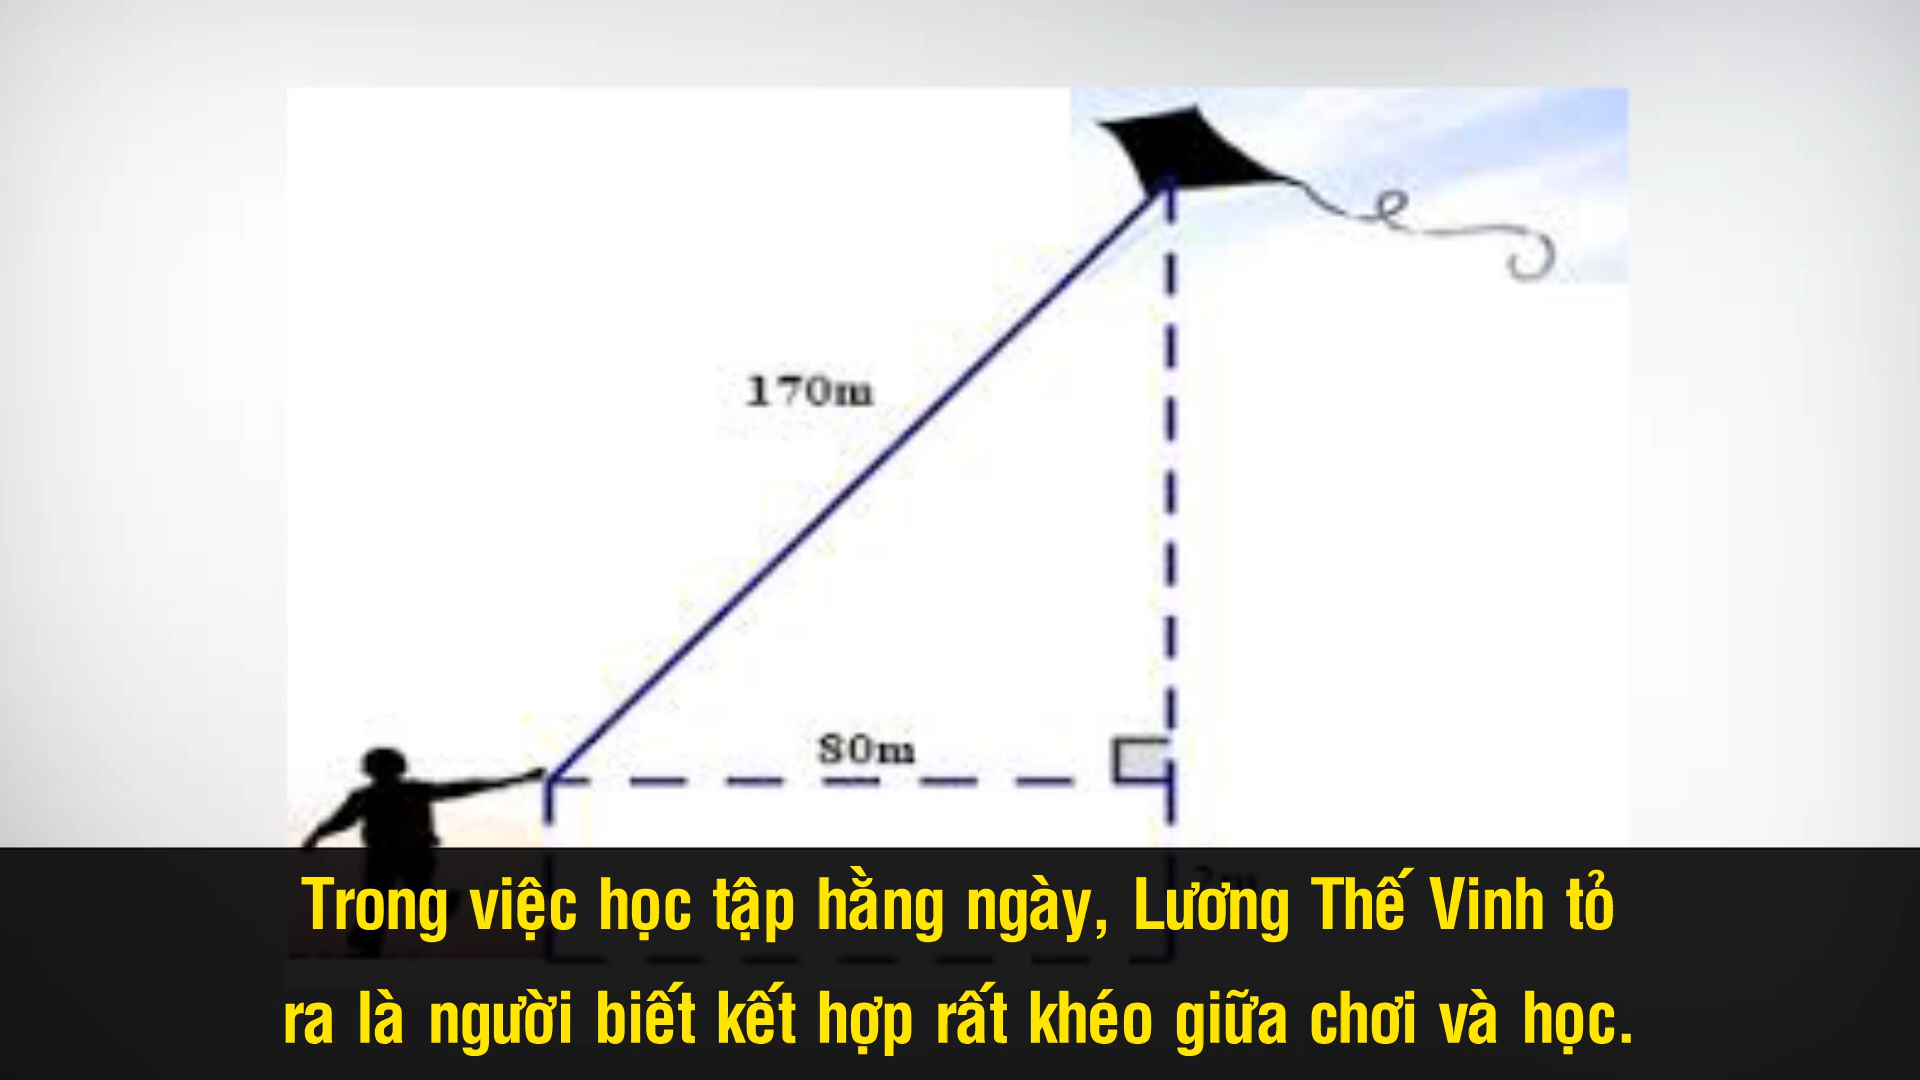 170m
80m
Trong việc học tập hằng ngày, Lương Thế Vinh tỏ
ra là người biết kết hợp rất khéo giữa chơi và học.